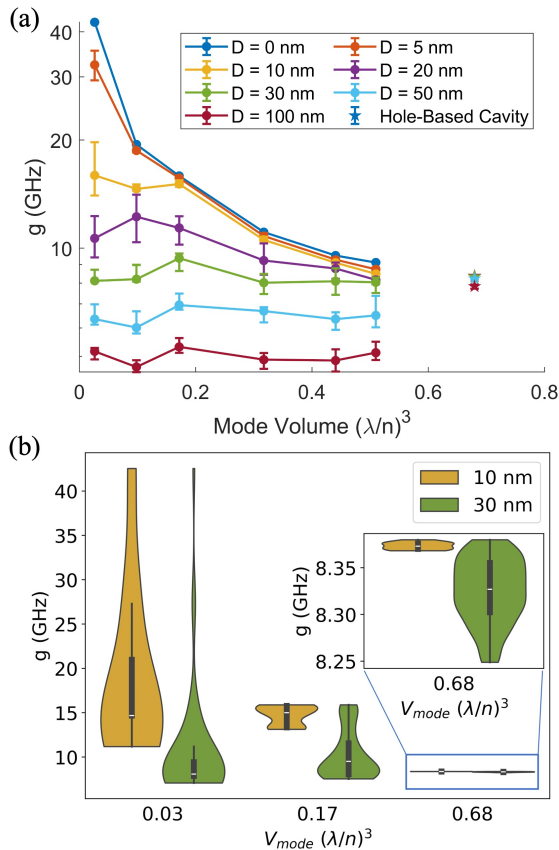 (a)
40
30
20
10
g (GHz)
D = 0 nm
D = 5 nm
D = 10 nm
D = 20 nm
D = 30 nm
D = 50 nm
D = 100 nm
Hole-Based Cavity
0 0.2 0.4 0.6 0.8
Mode Volume (λ/n)³
(b)
40
35
30
25
20
15
10
g (GHz)
10 nm
30 nm
8.35
8.30
8.25
g (GHz)
0.68
V_mode (λ/n)³
0.03 0.17 0.68
V_mode (λ/n)³